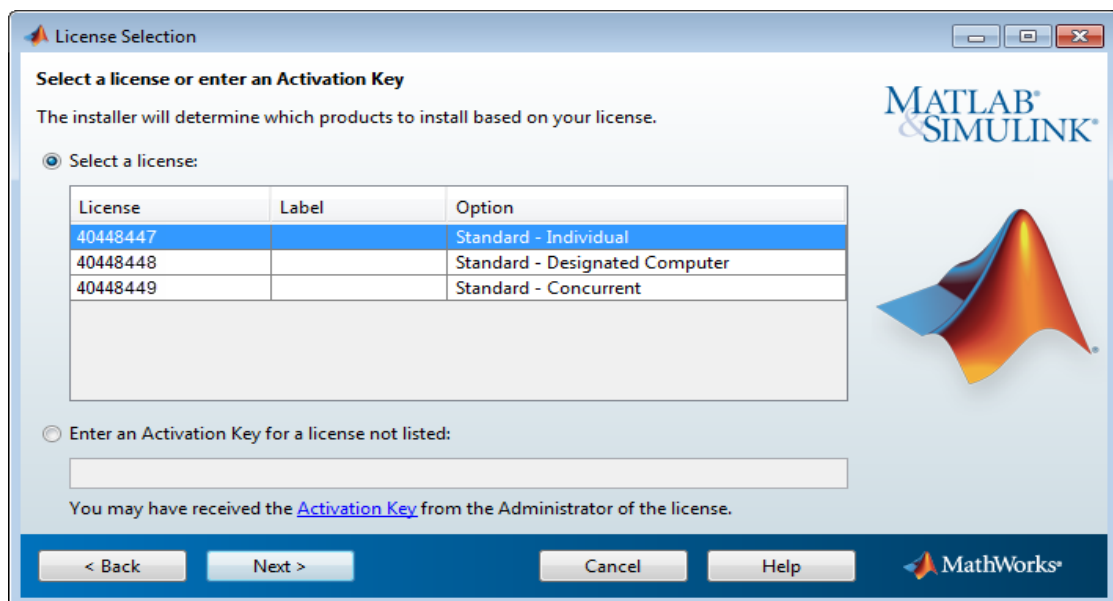 License Selection
Select a license or enter an Activation Key
The installer will determine which products to install based on your license.
MATLAB®
&SIMULINK®
Select a license:
License Label Option
40448447 Standard - Individual
40448448 Standard - Designated Computer
40448449 Standard - Concurrent
®
Enter an Activation Key for a license not listed:
You may have received the Activation Key from the Administrator of the license.
< Back Next > Cancel Help MathWorks®